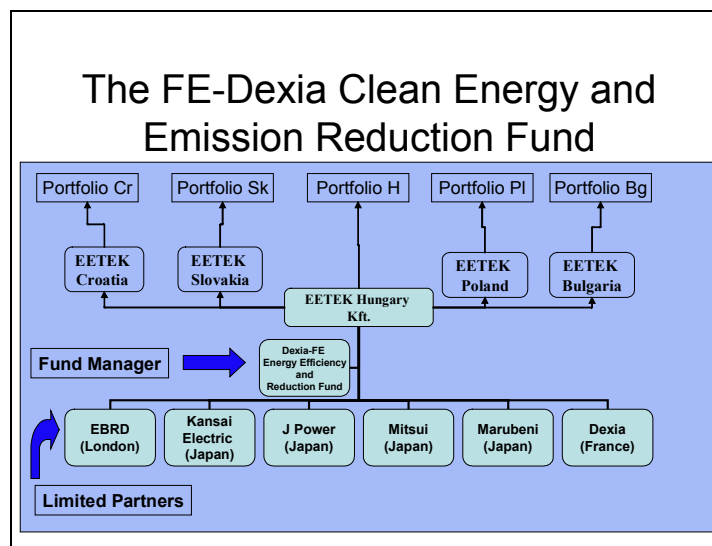 The FE-Dexia Clean Energy and
Emission Reduction Fund
Portfolio Cr
Portfolio Sk
Portfolio H
Portfolio Pl
Portfolio Bg
EETEK
Croatia
EETEK
Slovakia
EETEK
Poland
EETEK
Bulgaria
EETEK Hungary
Kft.
Fund Manager
Dexia-FE
Energy Efficiency
and
Reduction Fund
EBRD
(London)
Kansai
Electric
(Japan)
J Power
(Japan)
Mitsui
(Japan)
Marubeni
(Japan)
Dexia
(France)
Limited Partners